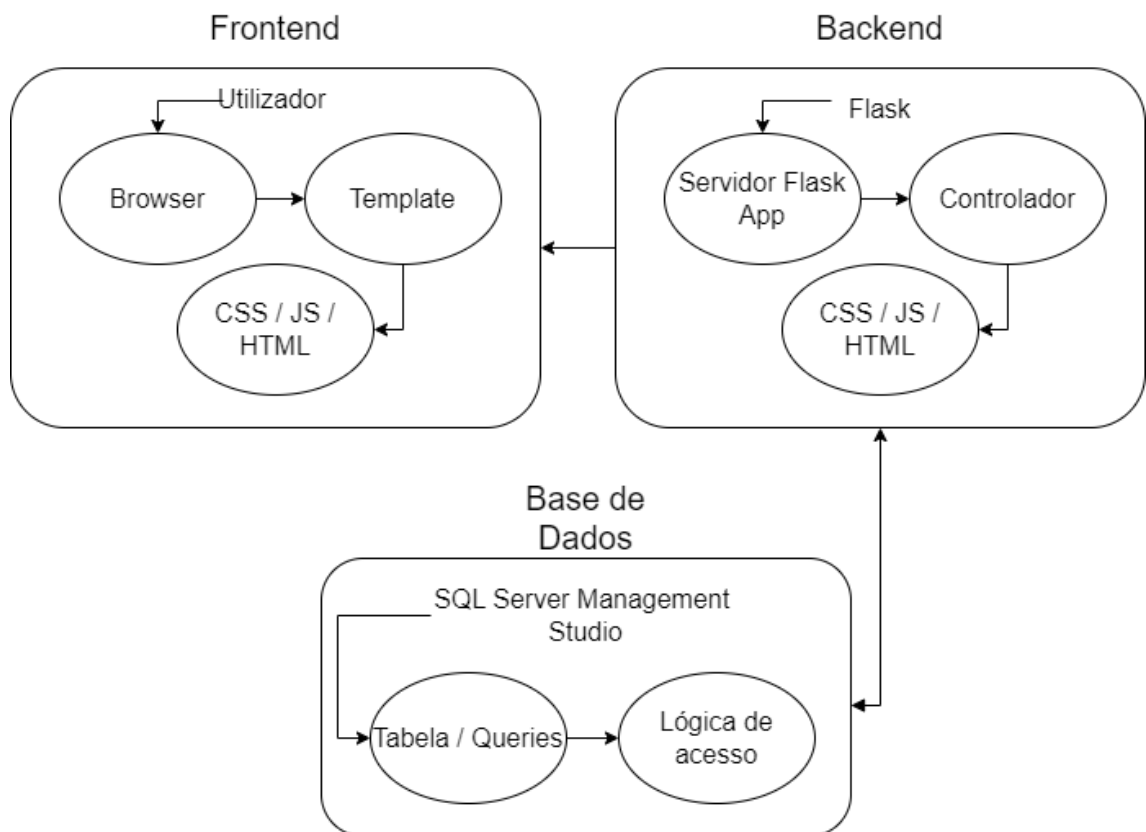 Frontend
Utilizador
Browser
Template
CSS / JS /
HTML
Backend
Flask
Servidor Flask
App
Controlador
CSS / JS /
HTML
Base de
Dados
SQL Server Management
Studio
Tabela / Queries
Lógica de
acesso